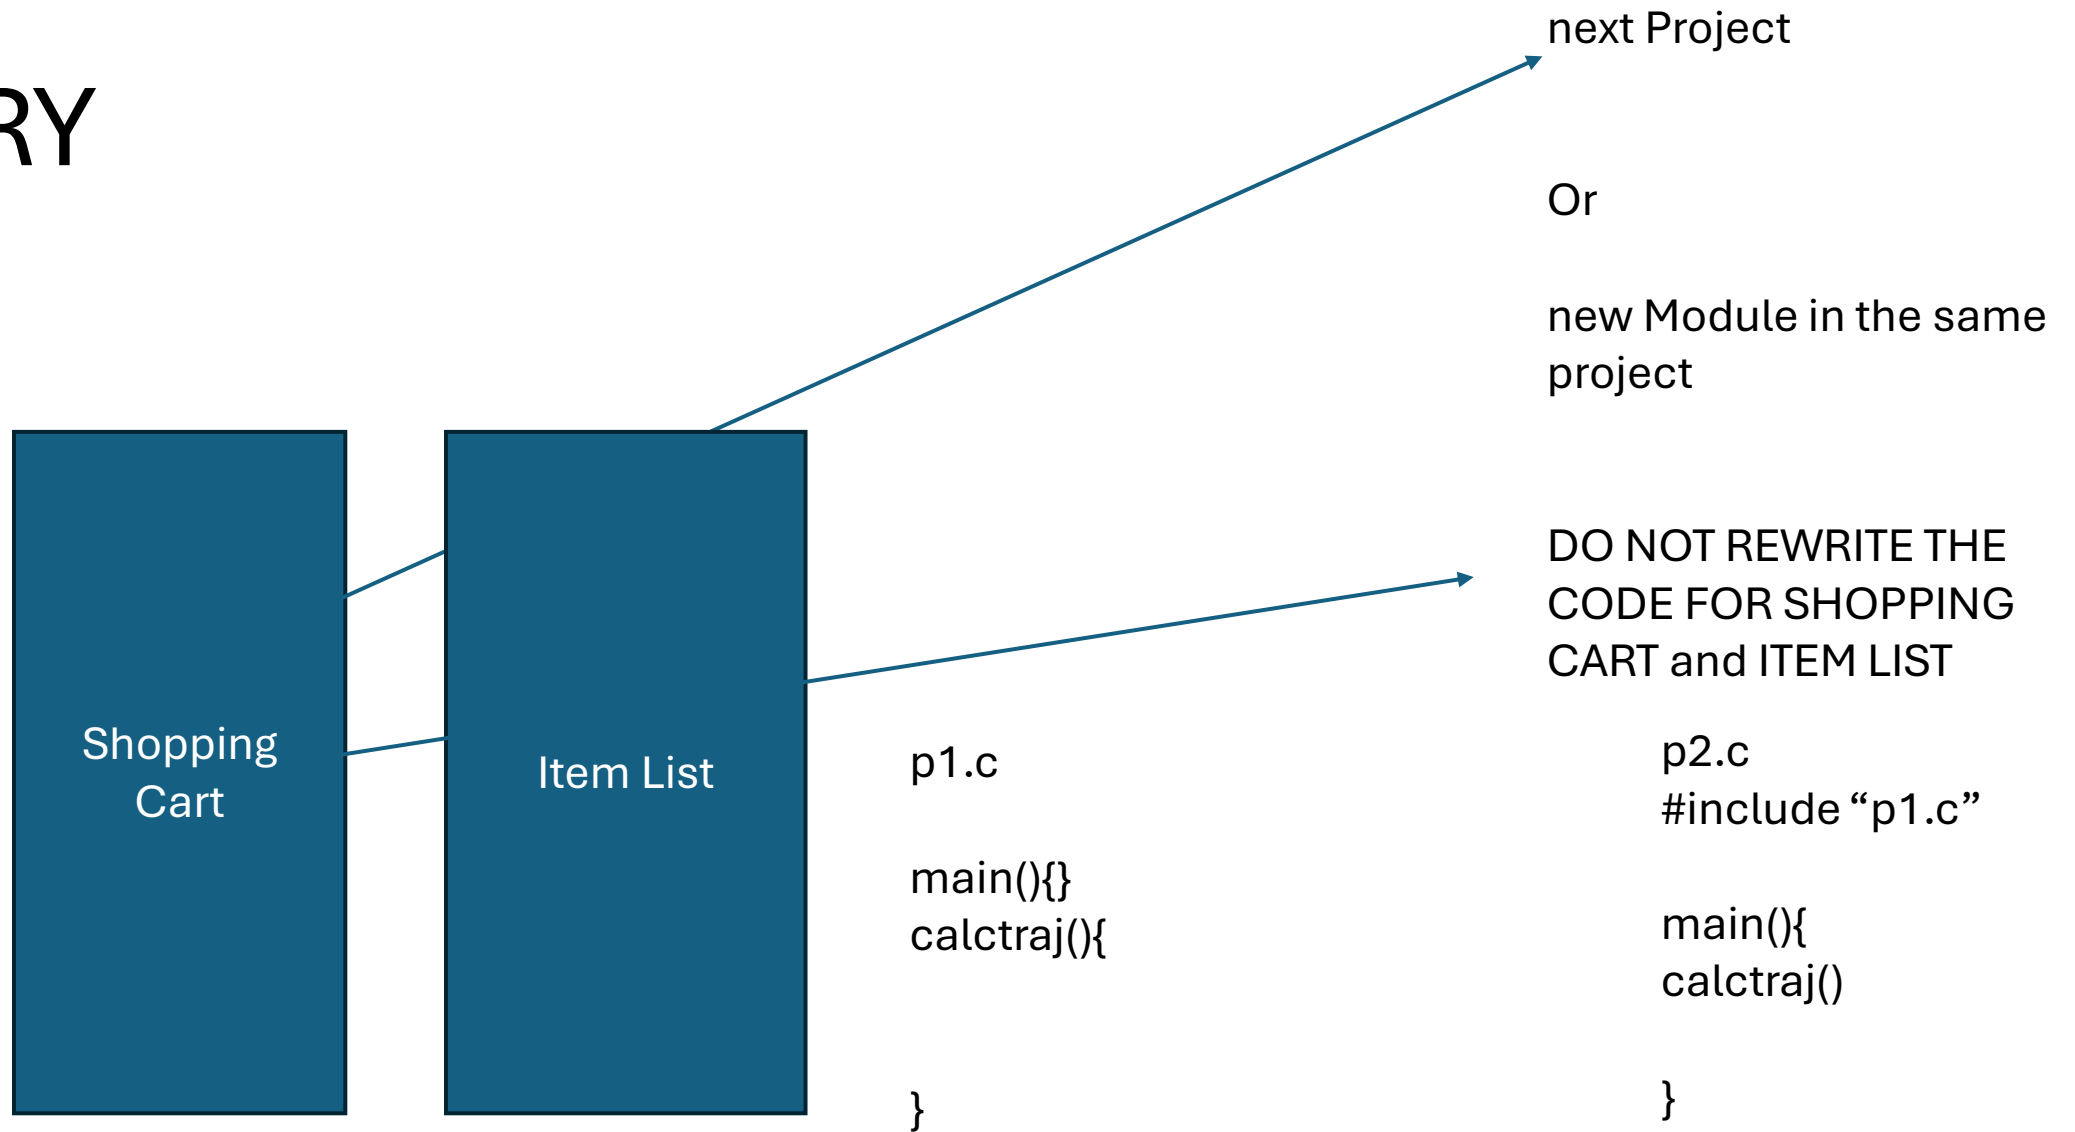 RY
next Project
Or
new Module in the same
project
DO NOT REWRITE THE
CODE FOR SHOPPING
CART and ITEM LIST
Shopping
Cart
Item List
p1.c
main(){}
calctraj(){
}
p2.c
#include “p1.c”
main(){
calctraj()
}